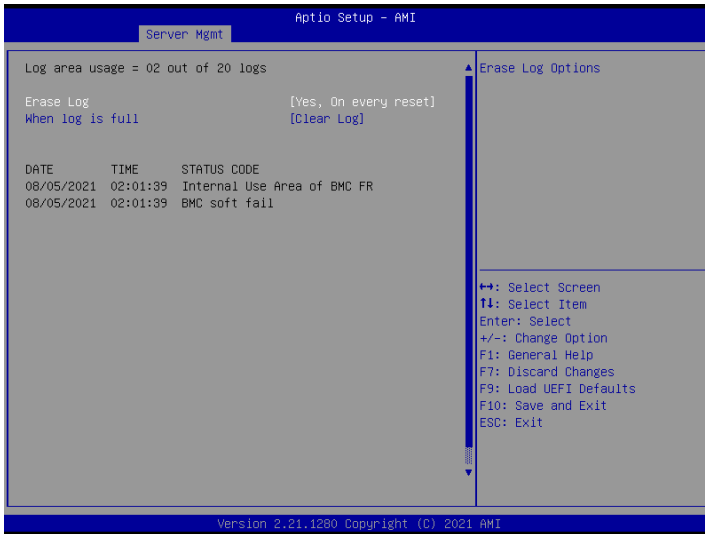 Aptio Setup – AMI
Server Mgmt
Log area usage = 02 out of 20 logs
Erase Log [Yes, On every reset]
When log is full [Clear Log]
DATE TIME STATUS CODE
08/05/2021 02:01:39 Internal Use Area of BMC FR
08/05/2021 02:01:39 BMC soft fail
Erase Log Options
↔: Select Screen
↑↓: Select Item
Enter: Select
+/-: Change Option
F1: General Help
F7: Discard Changes
F9: Load UEFI Defaults
F10: Save and Exit
ESC: Exit
Version 2.21.1280 Copyright (C) 2021 AMI